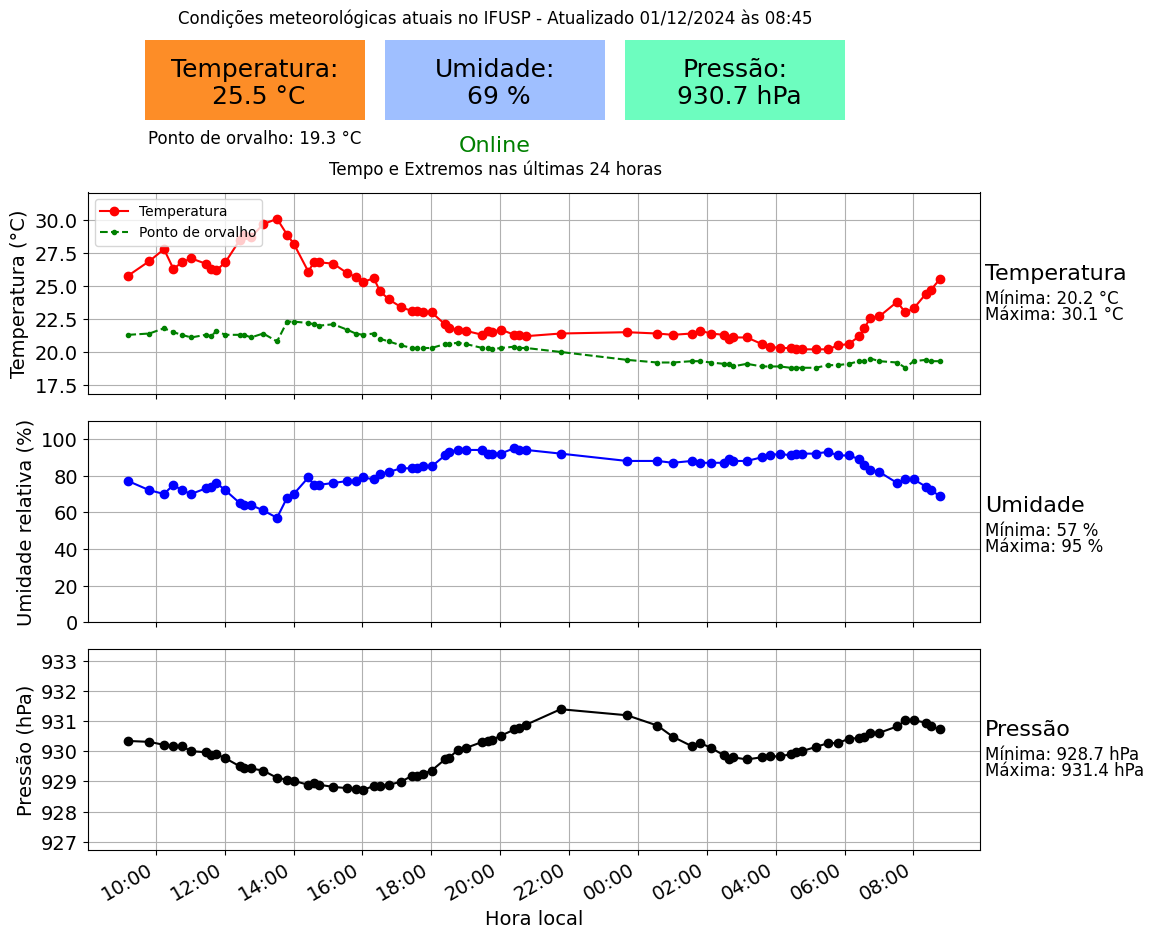 Condições meteorológicas atuais no IFUSP - Atualizado 01/12/2024 às 08:45
Temperatura:
25.5 °C
Umidade:
69 %
Pressão:
930.7 hPa
Ponto de orvalho: 19.3 °C
Online
Tempo e Extremos nas últimas 24 horas
Temperatura (°C)
30.0
27.5
25.0
22.5
20.0
17.5
Temperatura
Ponto de orvalho
Temperatura
Mínima: 20.2 °C
Máxima: 30.1 °C
Umidade relativa (%)
100
80
60
40
20
0
Umidade
Mínima: 57 %
Máxima: 95 %
Pressão (hPa)
933
932
931
930
929
928
927
Pressão
Mínima: 928.7 hPa
Máxima: 931.4 hPa
10:00 12:00 14:00 16:00 18:00 20:00 22:00 00:00 02:00 04:00 06:00 08:00
Hora local